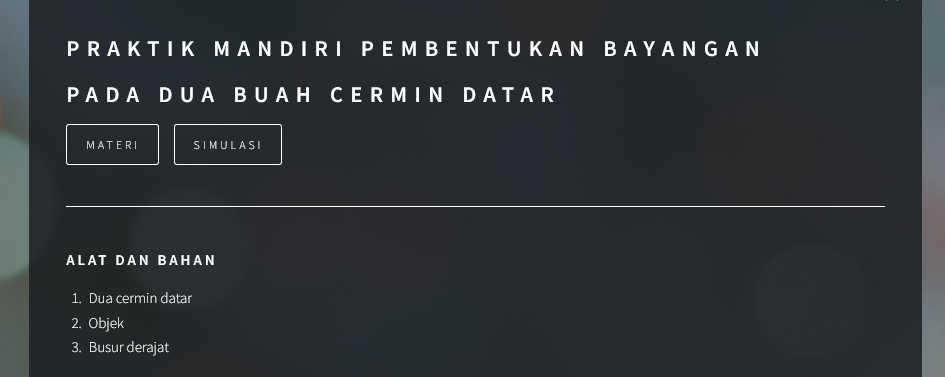 PRAKTIK MANDIRI PEMBENTUKAN BAYANGAN
PADA DUA BUAH CERMIN DATAR
MATERI
SIMULASI
ALAT DAN BAHAN
1. Dua cermin datar
2. Objek
3. Busur derajat